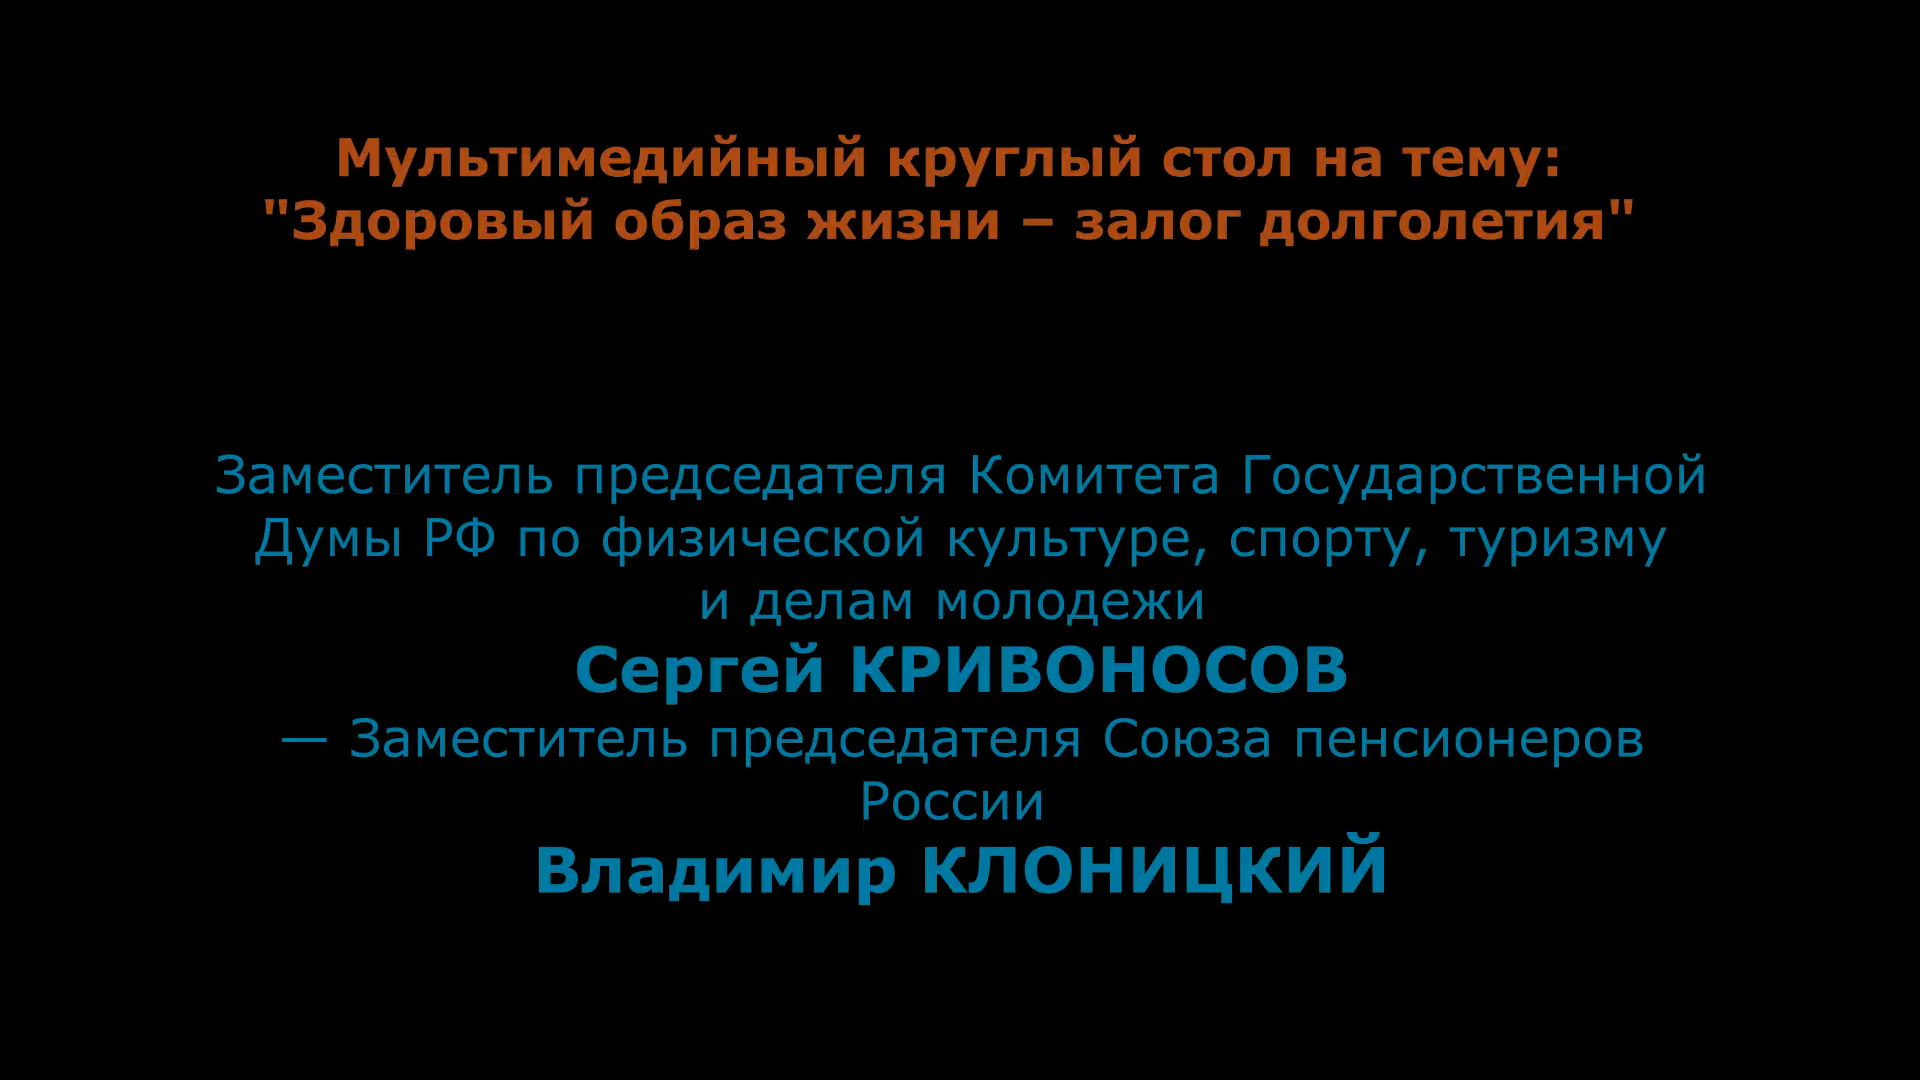 Мультимедийный круглый стол на тему:
"Здоровый образ жизни – залог долголетия"
Заместитель председателя Комитета Государственной
Думы РФ по физической культуре, спорту, туризму
и делам молодежи
Сергей КРИВОНОСОВ
— Заместитель председателя Союза пенсионеров
России
Владимир КЛОНИЦКИЙ